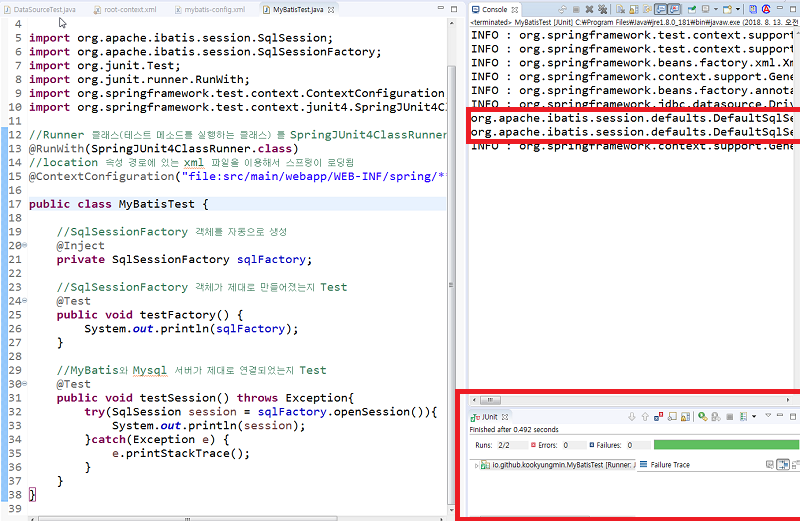 DataSourceTest.java
root-context.xml
mybatis-config.xml
MyBatisTest.java
4
5 import org.apache.ibatis.session.SqlSession;
6 import org.apache.ibatis.session.SqlSessionFactory;
7 import org.junit.Test;
8 import org.junit.runner.RunWith;
9 import org.springframework.test.context.ContextConfiguration
10 import org.springframework.test.context.junit4.SpringJUnit4Cl
11
12 //Runner 클래스(테스트 메소드를 실행하는 클래스) 를 SpringJUnit4ClassRunner
13 @RunWith(SpringJUnit4ClassRunner.class)
14 //location 속성 경로에 있는 xml 파일을 이용해서 스프링이 로딩됨
15 @ContextConfiguration("file:src/main/webapp/WEB-INF/spring/**
16
17 public class MyBatisTest {
18
19 //SqlSessionFactory 객체를 자동으로 생성
20 @Inject
21 private SqlSessionFactory sqlFactory;
22
23 //SqlSessionFactory 객체가 제대로 만들어졌는지 Test
24 @Test
25 public void testFactory() {
26 System.out.println(sqlFactory);
27 }
28
29 //MyBatis와 Mysql 서버가 제대로 연결되었는지 Test
30 @Test
31 public void testSession() throws Exception{
32 try(SqlSession session = sqlFactory.openSession()){
33 System.out.println(session);
34 }catch(Exception e) {
35 e.printStackTrace();
36 }
37 }
38 }
39
Console
<terminated> MyBatisTest [JUnit] C:\Program Files\Java\jre1.8.0_181\bin\javaw.exe (2018. 8. 13. 오전
INFO : org.springframework.test.context.support
INFO : org.springframework.test.context.support
INFO : org.springframework.beans.factory.xml.Xm
INFO : org.springframework.context.support.Gene
INFO : org.springframework.beans.factory.annota
INFO : org.springframework.jdbc.datasource.Driv
org.apache.ibatis.session.defaults.DefaultSqlSe
org.apache.ibatis.session.defaults.DefaultSqlSe
INFO : org.springframework.context.support.Gene
JUnit
Finished after 0.492 seconds
Runs: 2/2 Errors: 0 Failures: 0
io.github.kookyungmin.MyBatisTest [Runner: J
Failure Trace